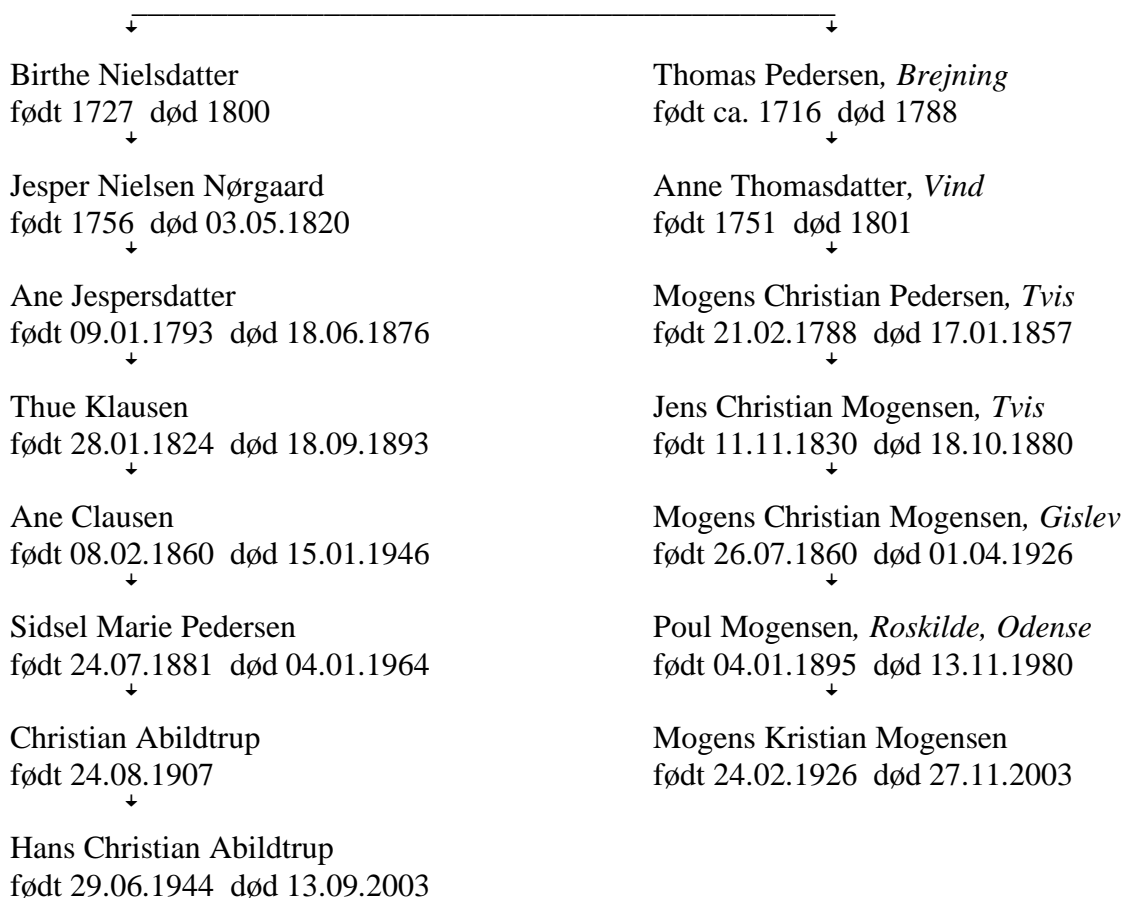 Birthe Nielsdatter
født 1727 død 1800
Jesper Nielsen Nørgaard
født 1756 død 03.05.1820
Ane Jespersdatter
født 09.01.1793 død 18.06.1876
Thue Klausen
født 28.01.1824 død 18.09.1893
Ane Clausen
født 08.02.1860 død 15.01.1946
Sidsel Marie Pedersen
født 24.07.1881 død 04.01.1964
Christian Abildtrup
født 24.08.1907
Hans Christian Abildtrup
født 29.06.1944 død 13.09.2003
Thomas Pedersen, Brejning
født ca. 1716 død 1788
Anne Thomasdatter, Vind
født 1751 død 1801
Mogens Christian Pedersen, Tvis
født 21.02.1788 død 17.01.1857
Jens Christian Mogensen, Tvis
født 11.11.1830 død 18.10.1880
Mogens Christian Mogensen, Gislev
født 26.07.1860 død 01.04.1926
Poul Mogensen, Roskilde, Odense
født 04.01.1895 død 13.11.1980
Mogens Kristian Mogensen
født 24.02.1926 død 27.11.2003